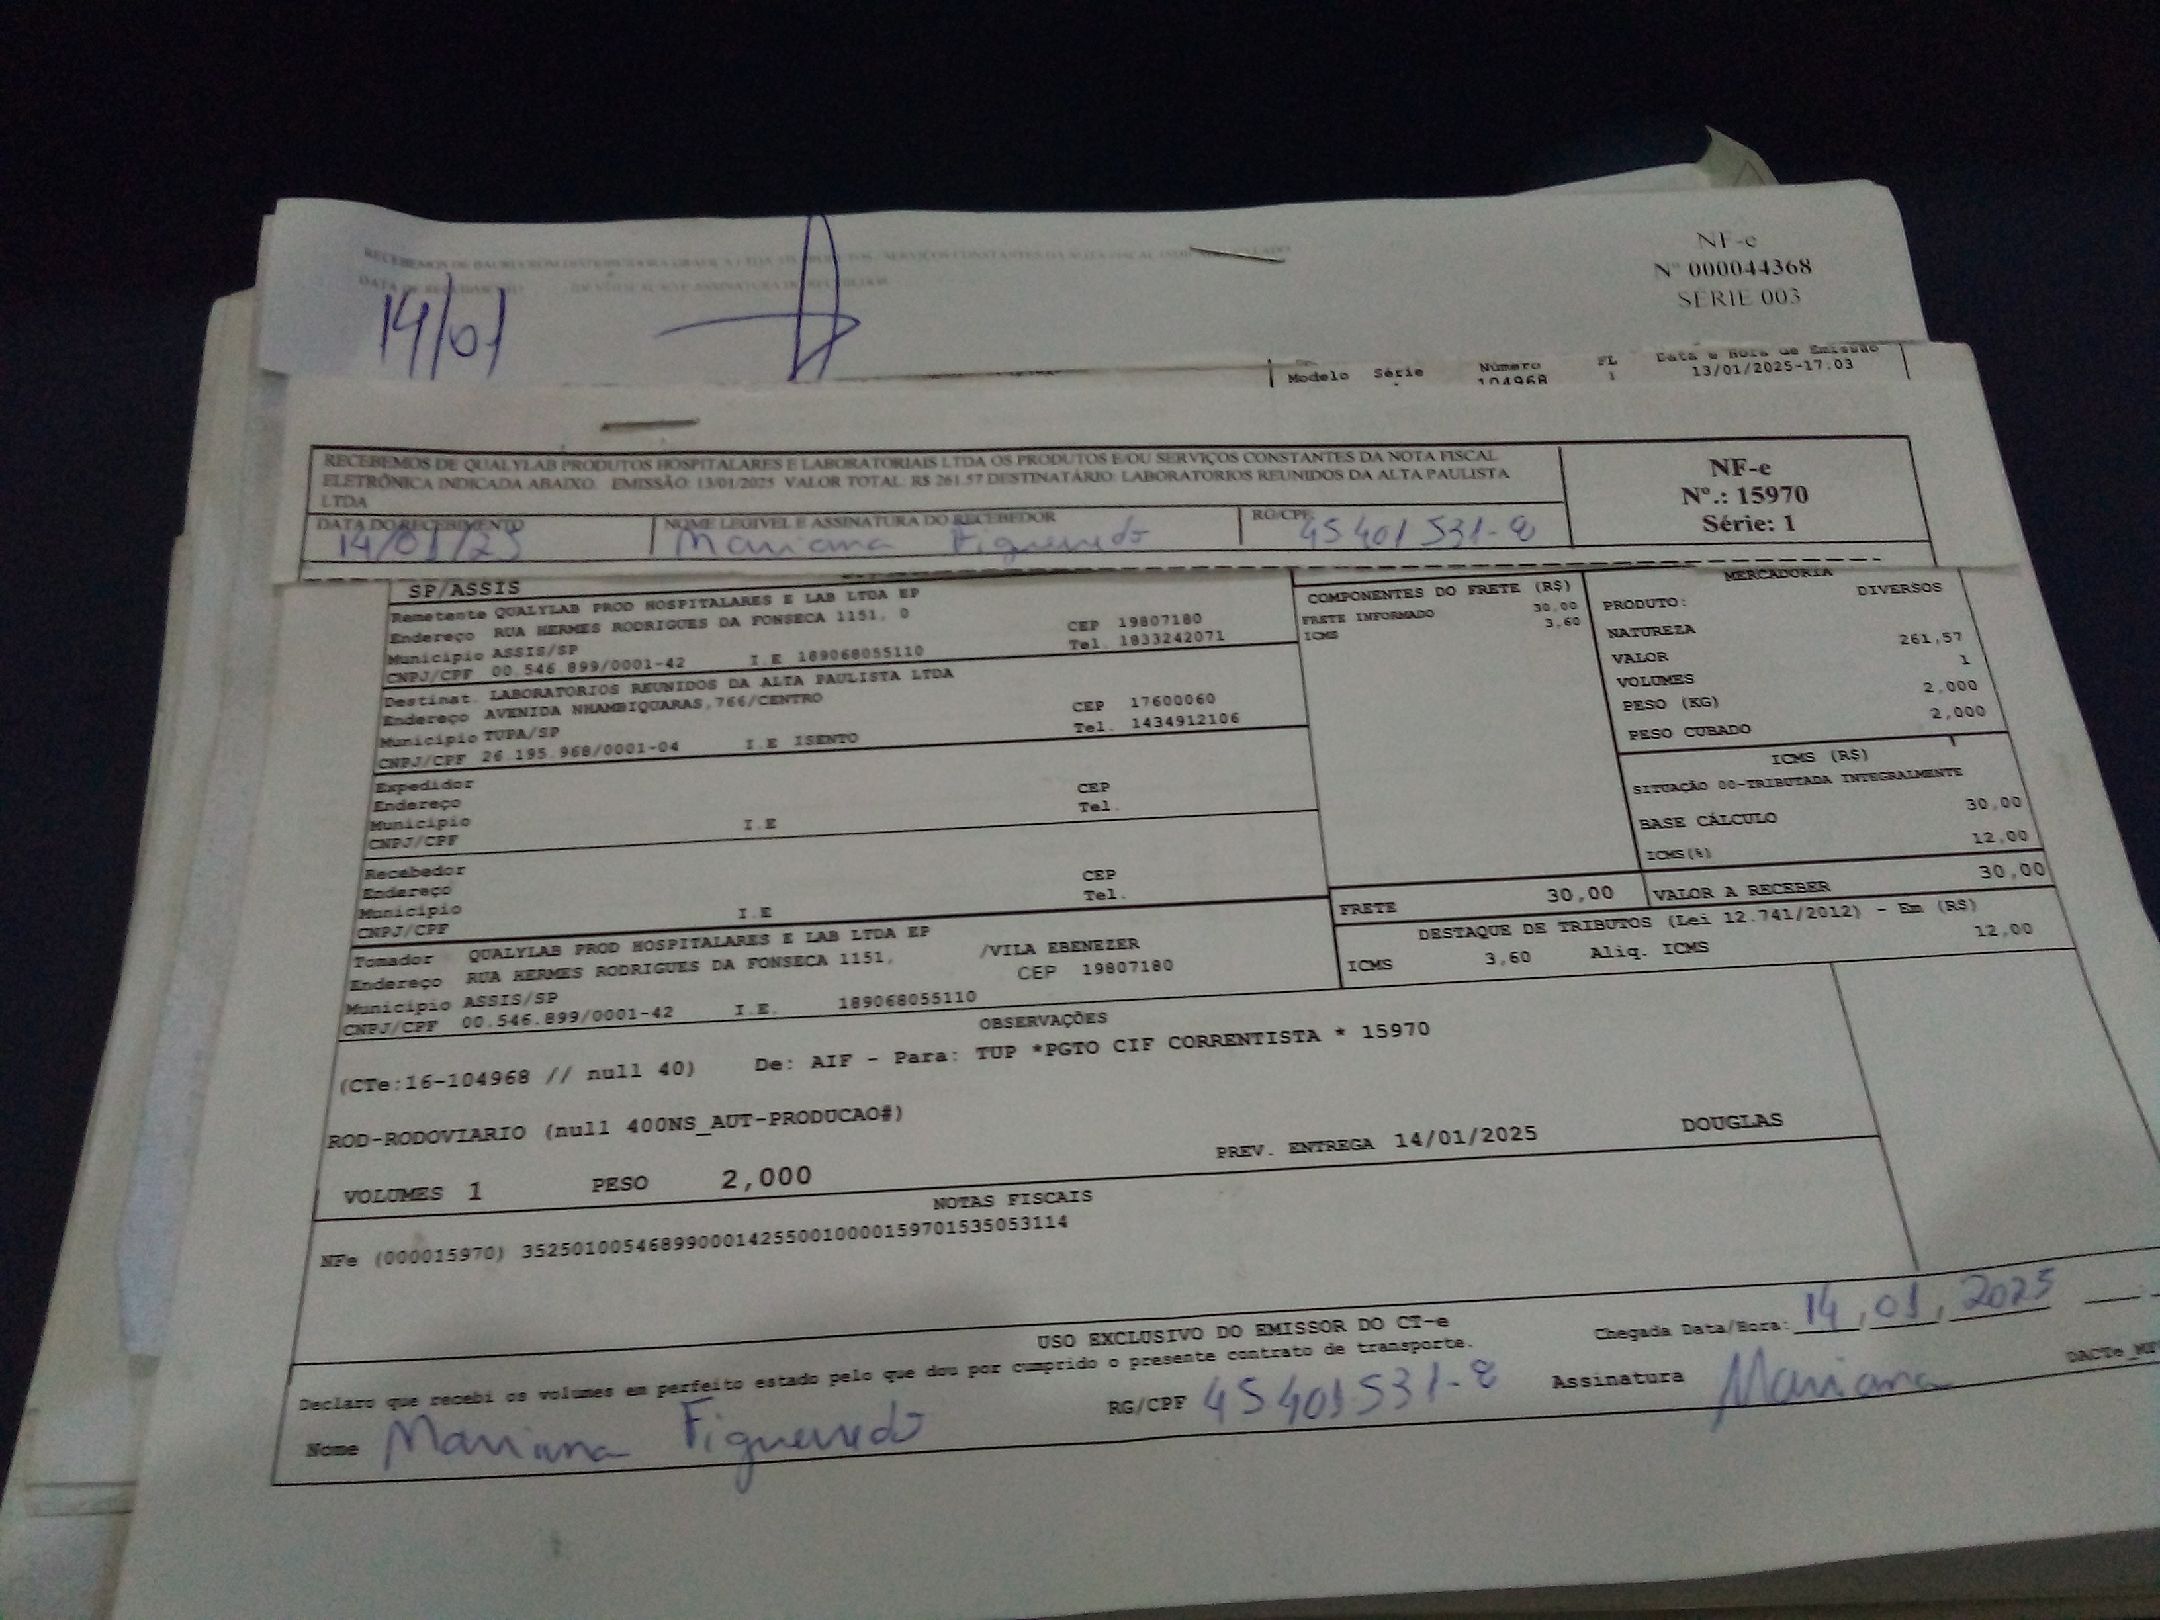 NF-e
Nº 000044368
SÉRIE 003
14/01
Modelo Série Número FL Data e Hora de Emissão
104968 1 13/01/2025-17:03
RECEBEMOS DE QUALYLAB PRODUTOS HOSPITALARES E LABORATORIAIS LTDA OS PRODUTOS E/OU SERVIÇOS CONSTANTES DA NOTA FISCAL
ELETRÔNICA INDICADA ABAIXO. EMISSÃO: 13/01/2025 VALOR TOTAL: R$ 261,57 DESTINATÁRIO: LABORATORIOS REUNIDOS DA ALTA PAULISTA
LTDA
NF-e
Nº.: 15970
Série: 1
DATA DO RECEBIMENTO NOME LEGIVEL E ASSINATURA DO RECEBEDOR RG/CPF
14/01/25 Mariana Figueiredo 45401531-8
SP/ASSIS
Remetente QUALYLAB PROD HOSPITALARES E LAB LTDA EP
Endereço RUA HERMES RODRIGUES DA FONSECA 1151, 0 CEP 19807180
Município ASSIS/SP Tel. 1833242071
CNPJ/CPF 00.546.899/0001-42 I.E 189068055110
Destinat. LABORATORIOS REUNIDOS DA ALTA PAULISTA LTDA
Endereço AVENIDA NHAMBIQUARAS,766/CENTRO CEP 17600060
Município TUPA/SP Tel. 1434912106
CNPJ/CPF 26.195.968/0001-04 I.E ISENTO
Expedidor
Endereço CEP
Município Tel.
CNPJ/CPF I.E
Recebedor
Endereço CEP
Município Tel.
CNPJ/CPF I.E
Tomador QUALYLAB PROD HOSPITALARES E LAB LTDA EP
Endereço RUA HERMES RODRIGUES DA FONSECA 1151, /VILA EBENEZER
Município ASSIS/SP CEP 19807180
CNPJ/CPF 00.546.899/0001-42 I.E. 189068055110
COMPONENTES DO FRETE (R$)
FRETE INFORMADO 30,00
ICMS 3,60
MERCADORIA
PRODUTO: DIVERSOS
NATUREZA
VALOR 261,57
VOLUMES 1
PESO (KG) 2,000
PESO CUBADO 2,000
ICMS (R$)
SITUAÇÃO 00-TRIBUTADA INTEGRALMENTE
BASE CÁLCULO 30,00
ICMS(%) 12,00
FRETE 30,00 VALOR A RECEBER 30,00
DESTAQUE DE TRIBUTOS (Lei 12.741/2012) - Em (R$)
ICMS 3,60 Aliq. ICMS 12,00
OBSERVAÇÕES
(CTe:16-104968 // null 40) De: AIF - Para: TUP *PGTO CIF CORRENTISTA * 15970
ROD-RODOVIARIO (null 400NS_AUT-PRODUCAO#)
VOLUMES 1 PESO 2,000 PREV. ENTREGA 14/01/2025 DOUGLAS
NOTAS FISCAIS
NFe (000015970) 35250100546899000142550010000159701535053114
USO EXCLUSIVO DO EMISSOR DO CT-e
Chegada Data/Hora: 14,01,2025
Declaro que recebi os volumes em perfeito estado pelo que dou por cumprido o presente contrato de transporte.
Nome Mariana Figueiredo RG/CPF 45401531-8 Assinatura Mariana